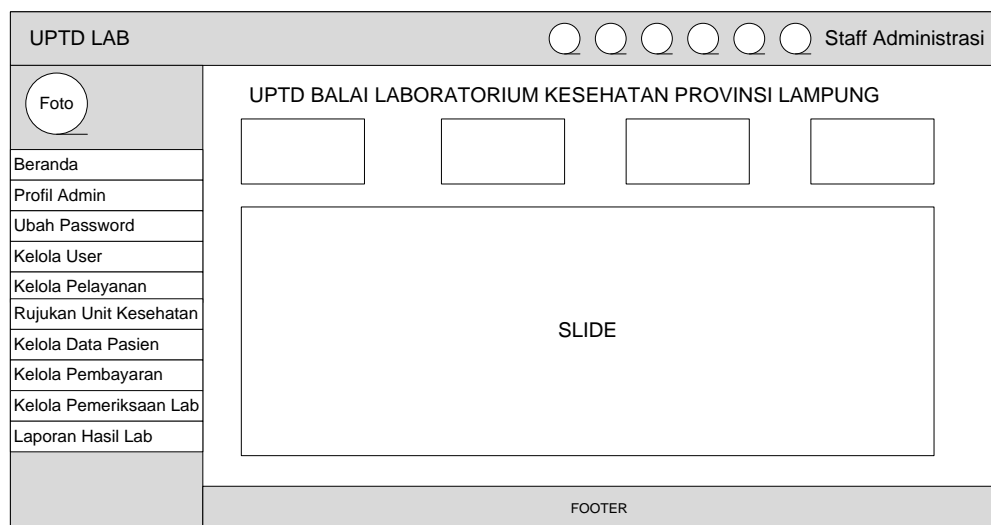 UPTD LAB
Staff Administrasi
Foto
UPTD BALAI LABORATORIUM KESEHATAN PROVINSI LAMPUNG
Beranda
Profil Admin
Ubah Password
Kelola User
Kelola Pelayanan
Rujukan Unit Kesehatan
Kelola Data Pasien
Kelola Pembayaran
Kelola Pemeriksaan Lab
Laporan Hasil Lab
SLIDE
FOOTER